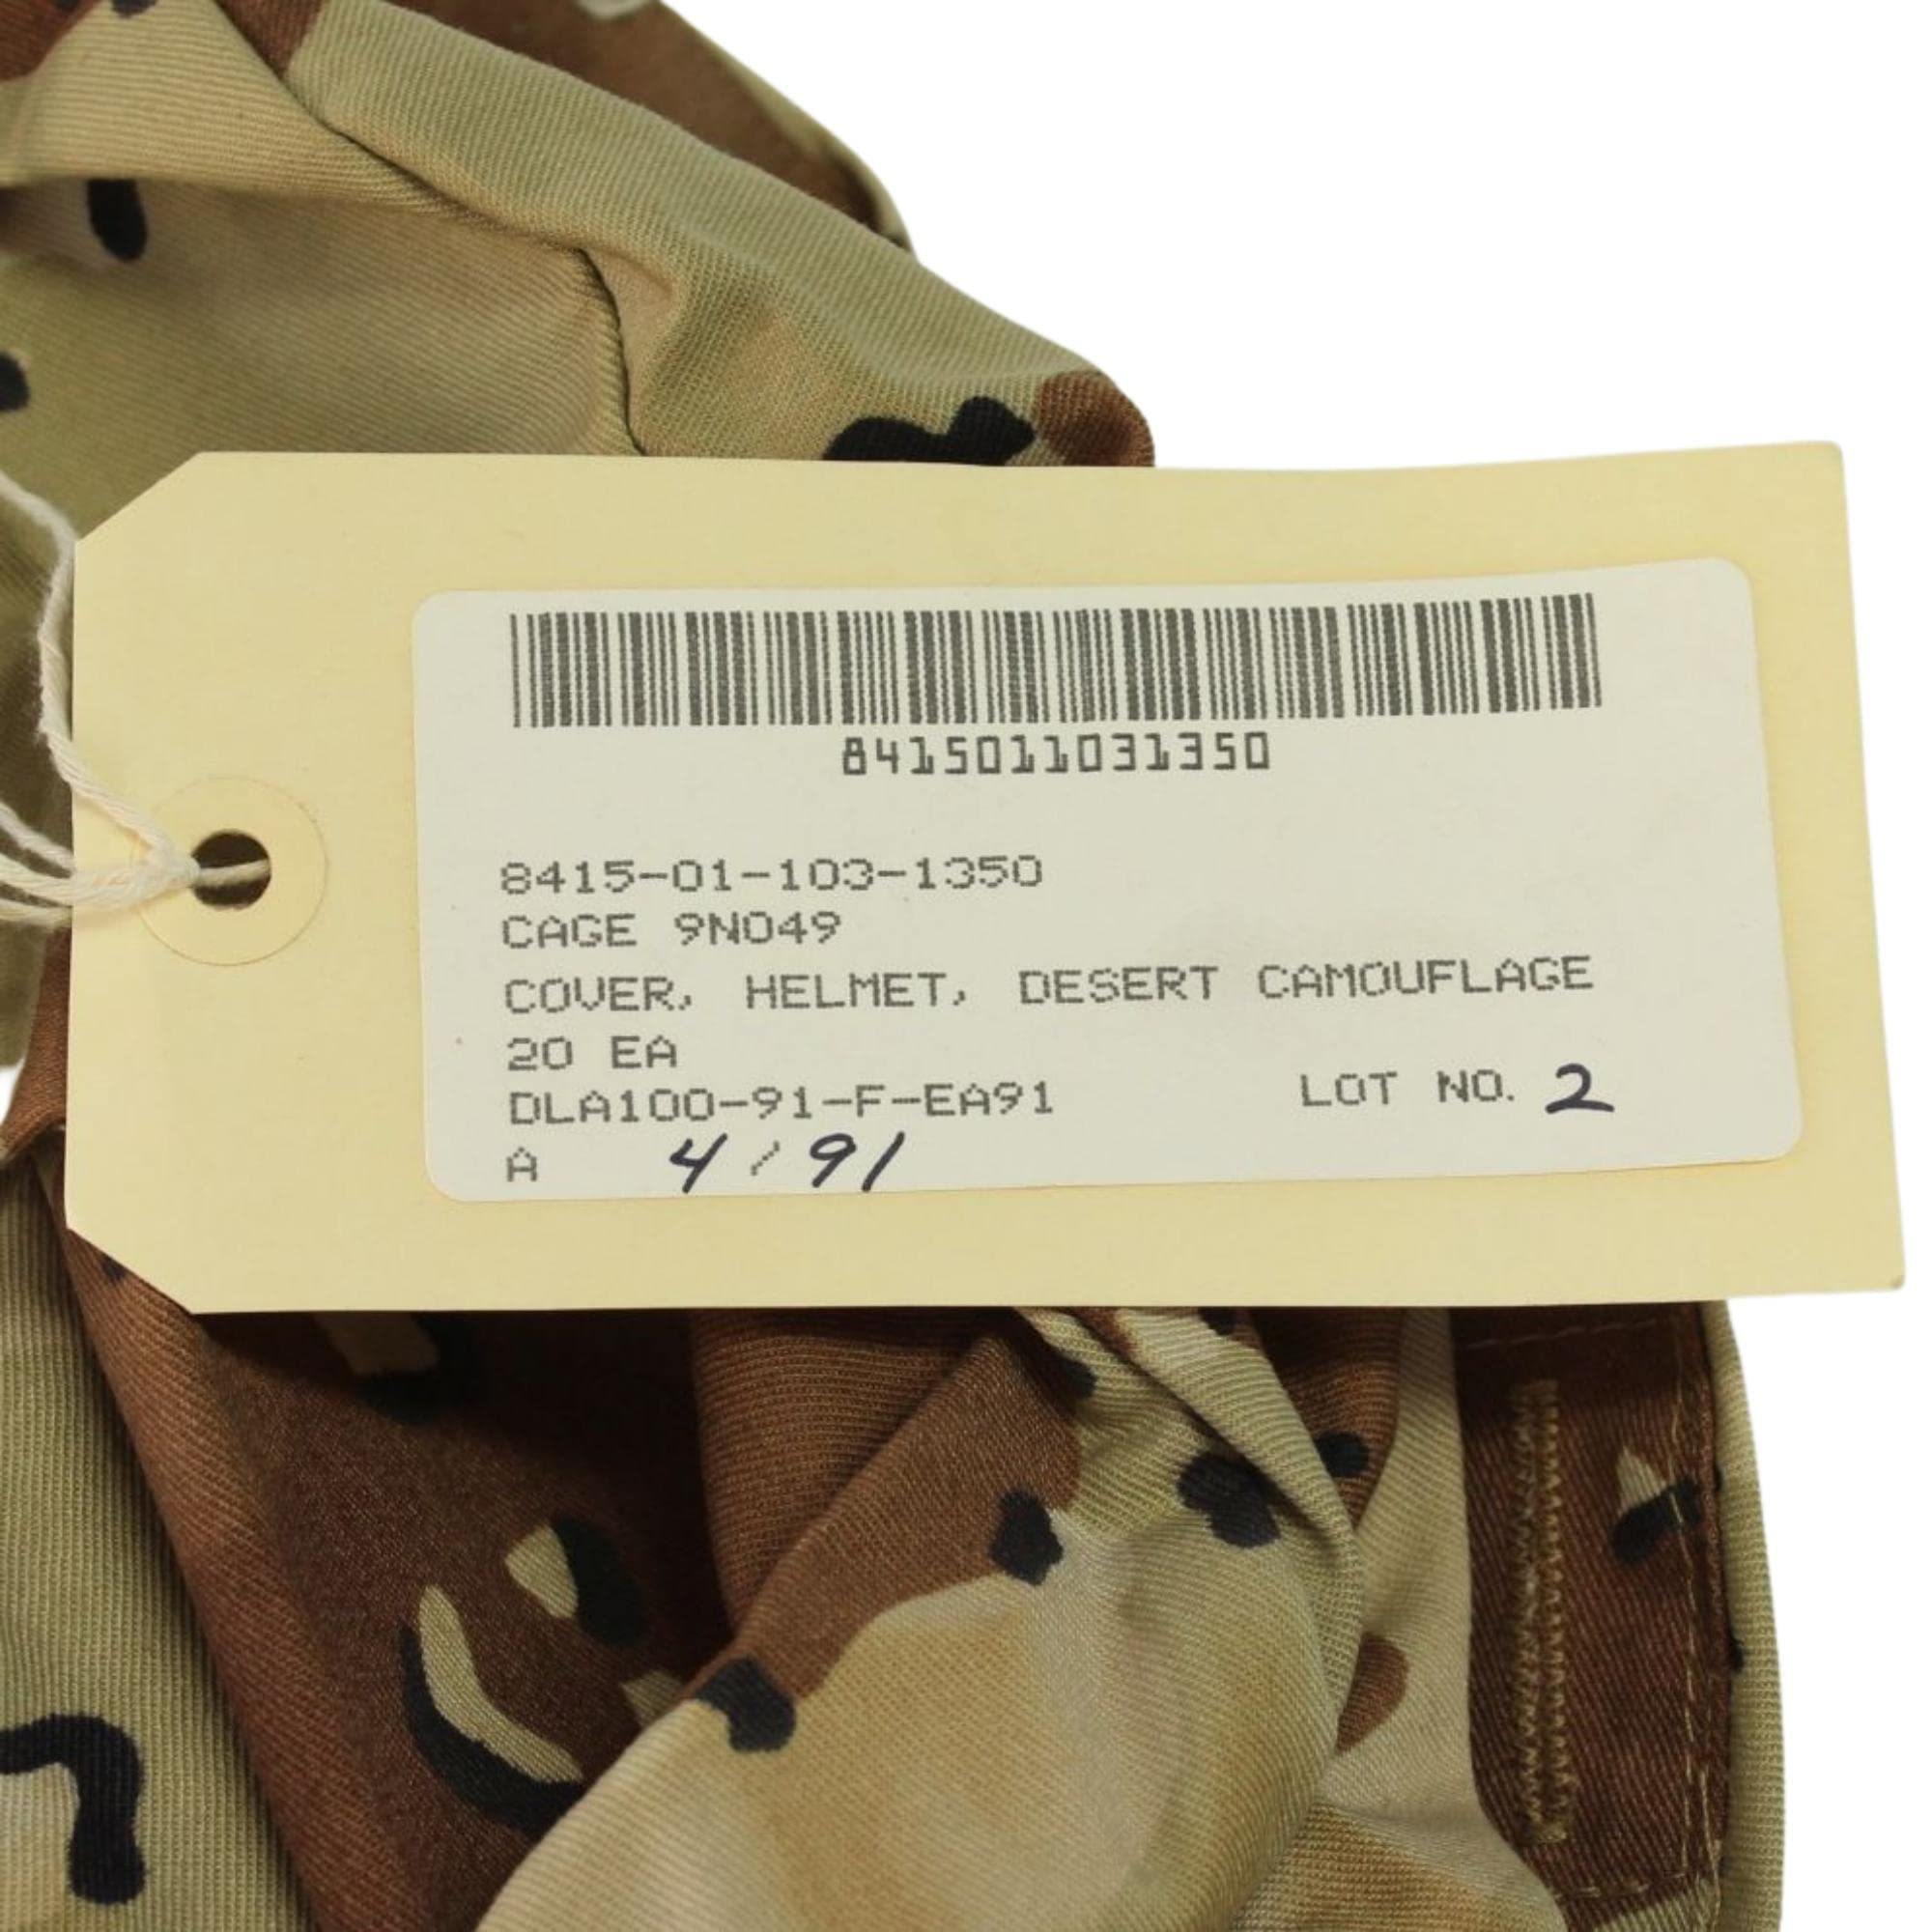 8415011031350
8415-01-103-1350
CAGE 9N049
COVER, HELMET, DESERT CAMOUFLAGE
20 EA
DLA100-91-F-EA91 LOT NO. 2
A 4/91